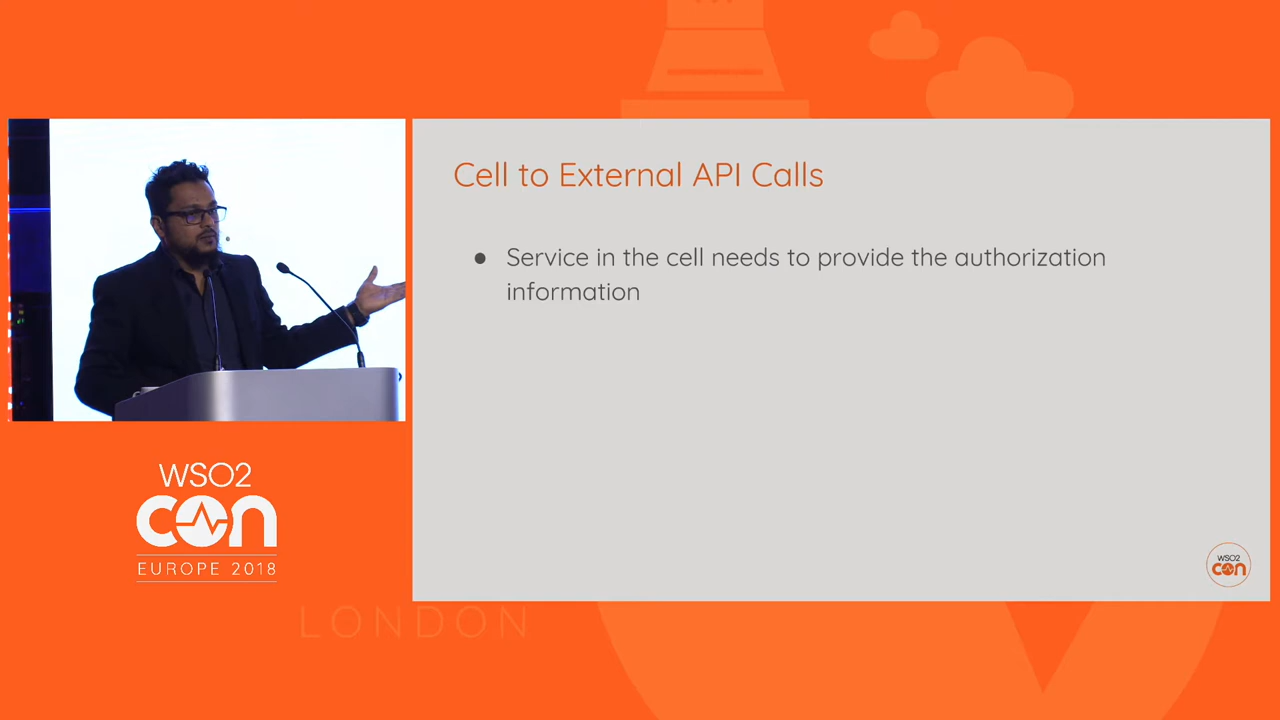 Cell to External API Calls
● Service in the cell needs to provide the authorization
information
WSO2
con
EUROPE 2018
LONDON
WSO2
con